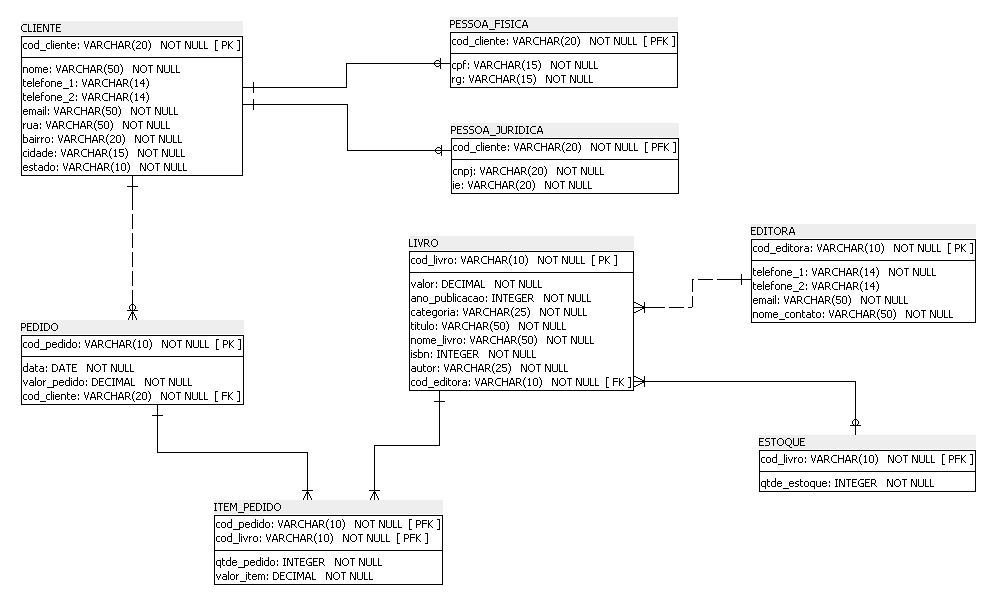 CLIENTE
cod_cliente: VARCHAR(20) NOT NULL [ PK ]
nome: VARCHAR(50) NOT NULL
telefone_1: VARCHAR(14)
telefone_2: VARCHAR(14)
email: VARCHAR(50) NOT NULL
rua: VARCHAR(50) NOT NULL
bairro: VARCHAR(20) NOT NULL
cidade: VARCHAR(15) NOT NULL
estado: VARCHAR(10) NOT NULL
PESSOA_FISICA
cod_cliente: VARCHAR(20) NOT NULL [ PFK ]
cpf: VARCHAR(15) NOT NULL
rg: VARCHAR(15) NOT NULL
PESSOA_JURIDICA
cod_cliente: VARCHAR(20) NOT NULL [ PFK ]
cnpj: VARCHAR(20) NOT NULL
ie: VARCHAR(20) NOT NULL
LIVRO
cod_livro: VARCHAR(10) NOT NULL [ PK ]
valor: DECIMAL NOT NULL
ano_publicacao: INTEGER NOT NULL
categoria: VARCHAR(25) NOT NULL
titulo: VARCHAR(50) NOT NULL
nome_livro: VARCHAR(50) NOT NULL
isbn: INTEGER NOT NULL
autor: VARCHAR(25) NOT NULL
cod_editora: VARCHAR(10) NOT NULL [ FK ]
EDITORA
cod_editora: VARCHAR(10) NOT NULL [ PK ]
telefone_1: VARCHAR(14) NOT NULL
telefone_2: VARCHAR(14)
email: VARCHAR(50) NOT NULL
nome_contato: VARCHAR(50) NOT NULL
PEDIDO
cod_pedido: VARCHAR(10) NOT NULL [ PK ]
data: DATE NOT NULL
valor_pedido: DECIMAL NOT NULL
cod_cliente: VARCHAR(20) NOT NULL [ FK ]
ESTOQUE
cod_livro: VARCHAR(10) NOT NULL [ PFK ]
qtde_estoque: INTEGER NOT NULL
ITEM_PEDIDO
cod_pedido: VARCHAR(10) NOT NULL [ PFK ]
cod_livro: VARCHAR(10) NOT NULL [ PFK ]
qtde_pedido: INTEGER NOT NULL
valor_item: DECIMAL NOT NULL